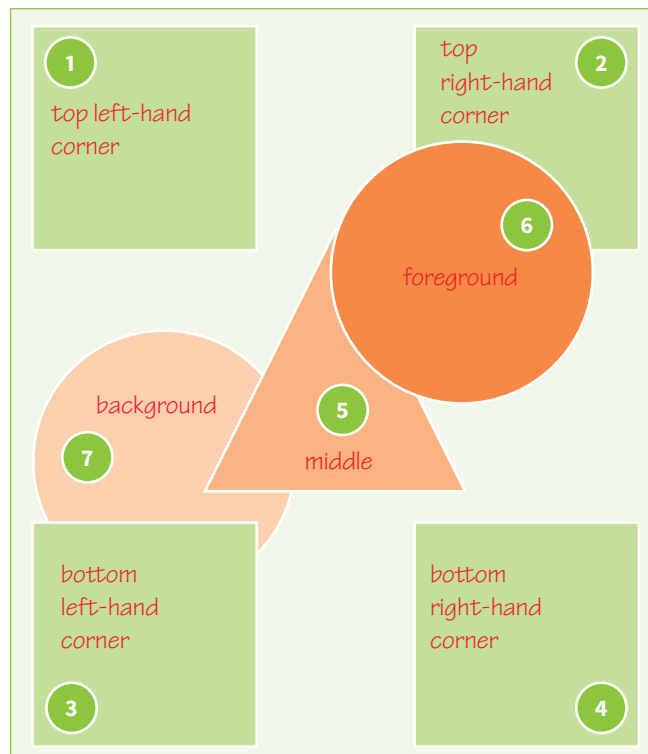 1
top left-hand
corner
top
right-hand
corner
2
6
foreground
background
7
5
middle
bottom
left-hand
corner
3
bottom
right-hand
corner
4